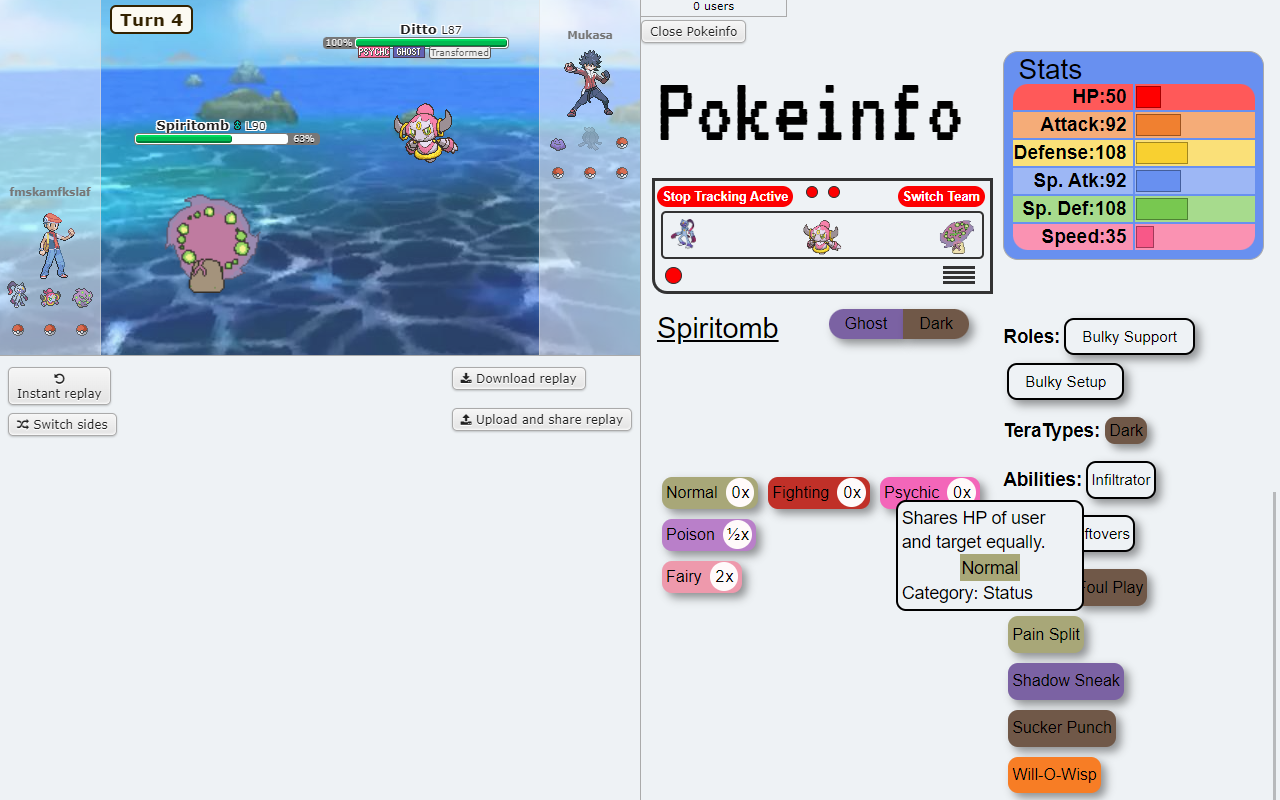 Turn 4
Ditto L87
100%
PSYCHC GHOST Transformed
Mukasa
Spiritomb L90
63%
fmskamfkslaf
Instant replay
Switch sides
Download replay
Upload and share replay
0 users
Close Pokeinfo
Pokeinfo
Stop Tracking Active
Switch Team
Spiritomb
Ghost Dark
Normal 0x
Fighting 0x
Psychic 0x
Poison ½x
Fairy 2x
Shares HP of user
and target equally.
Normal
Category: Status
Stats
HP:50
Attack:92
Defense:108
Sp. Atk:92
Sp. Def:108
Speed:35
Roles: Bulky Support
Bulky Setup
TeraTypes: Dark
Abilities: Infiltrator
ftovers
Foul Play
Pain Split
Shadow Sneak
Sucker Punch
Will-O-Wisp